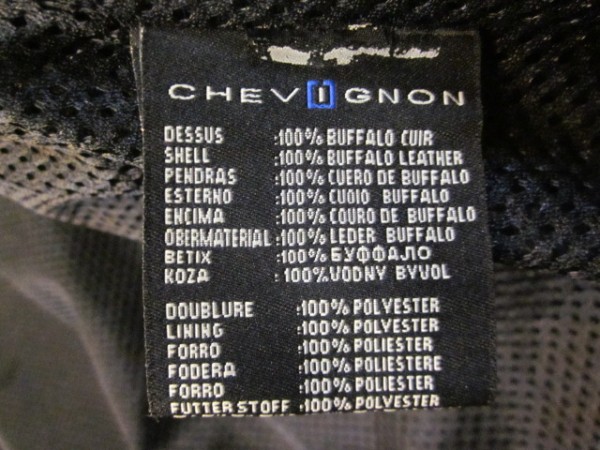 CHEV[I]GNON
DESSUS :100% BUFFALO CUIR
SHELL :100% BUFFALO LEATHER
PENDRAS :100% CUERO DE BUFFALO
ESTERNO :100% CUOIO BUFFALO
ENCIMA :100% COURO DE BUFFALO
OBERMATERIAL :100% LEDER BUFFALO
BETIX :100% БУФФАЛО
KOZA :100% VODNY BYVOL
DOUBLURE :100% POLYESTER
LINING :100% POLYESTER
FORRO :100% POLIESTER
FODERA :100% POLIESTERE
FORRO :100% POLIESTER
FUTTER STOFF :100% POLYESTER